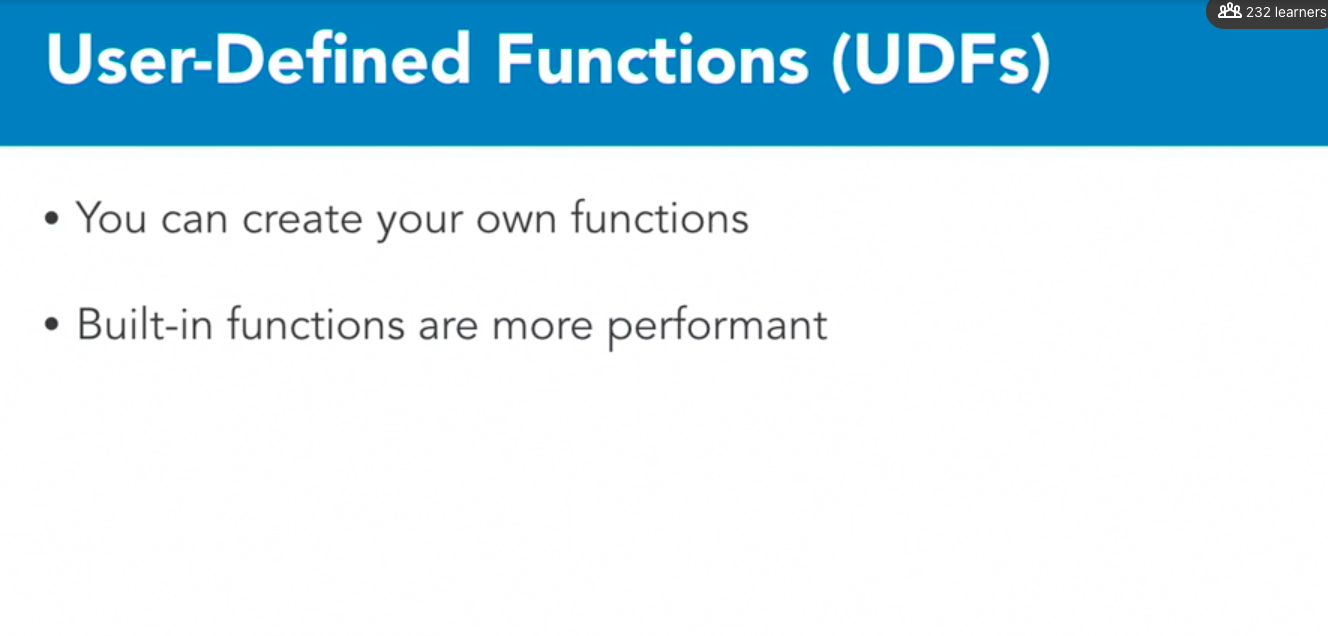 232 learners
User-Defined Functions (UDFs)
• You can create your own functions
• Built-in functions are more performant